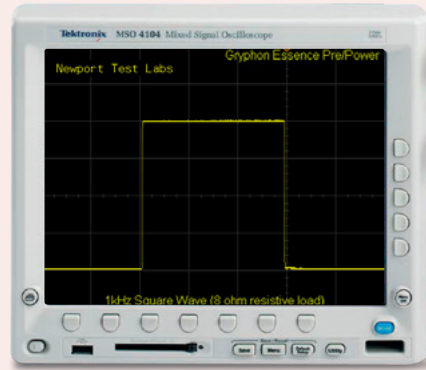 Tektronix MSO 4104 Mixed Signal Oscilloscope
Gryphon Essence Pre/Power
Newport Test Labs
1kHz Square Wave (8 ohm resistive load)
Save Menu Utility